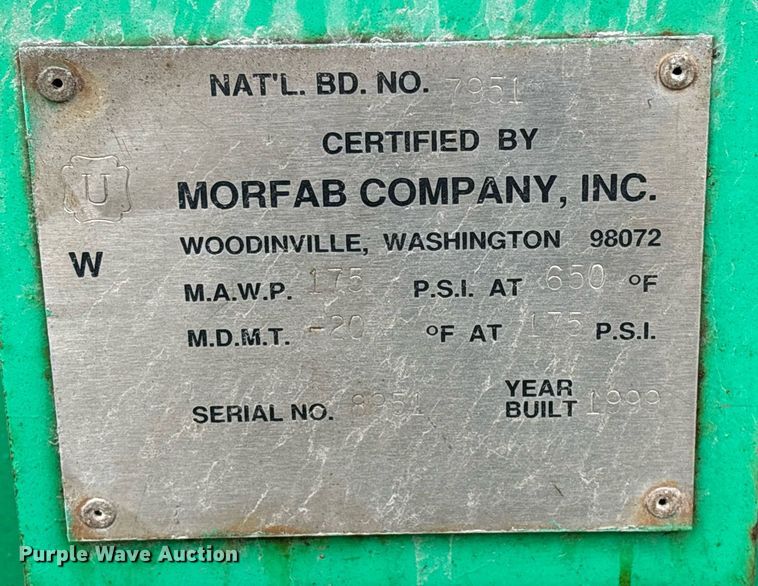 NAT'L. BD. NO. 7951
CERTIFIED BY
U
MORFAB COMPANY, INC.
WOODINVILLE, WASHINGTON 98072
W
M.A.W.P. 175 P.S.I. AT 650 °F
M.D.M.T. -20 °F AT 175 P.S.I.
SERIAL NO.
YEAR
BUILT 1999
Purple Wave Auction